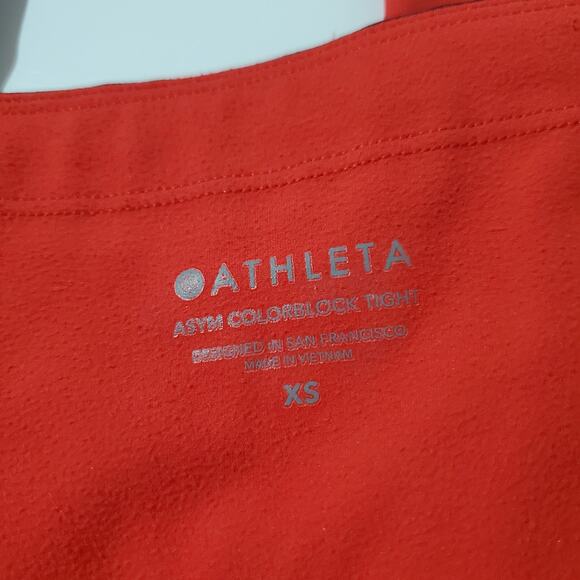 ATHLETA
ASYM COLORBLOCK TIGHT
DESIGNED IN SAN FRANCISCO
MADE IN VIETNAM
XS